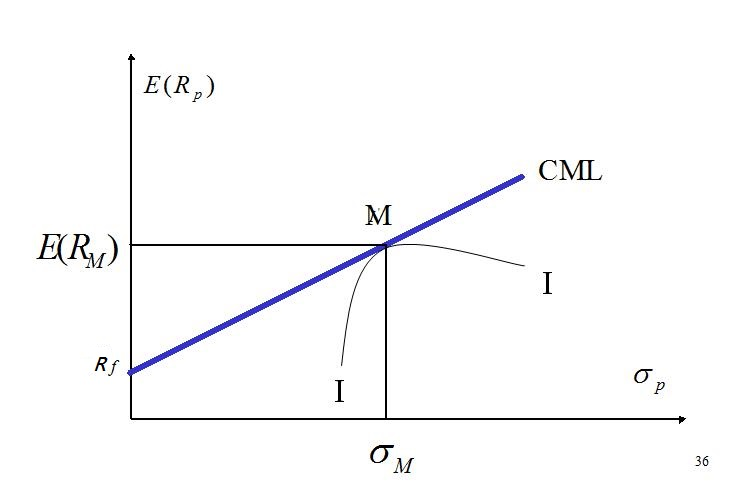 E(Rp)
CML
M
E(RM)
I
Rf
σp
I
σM
36